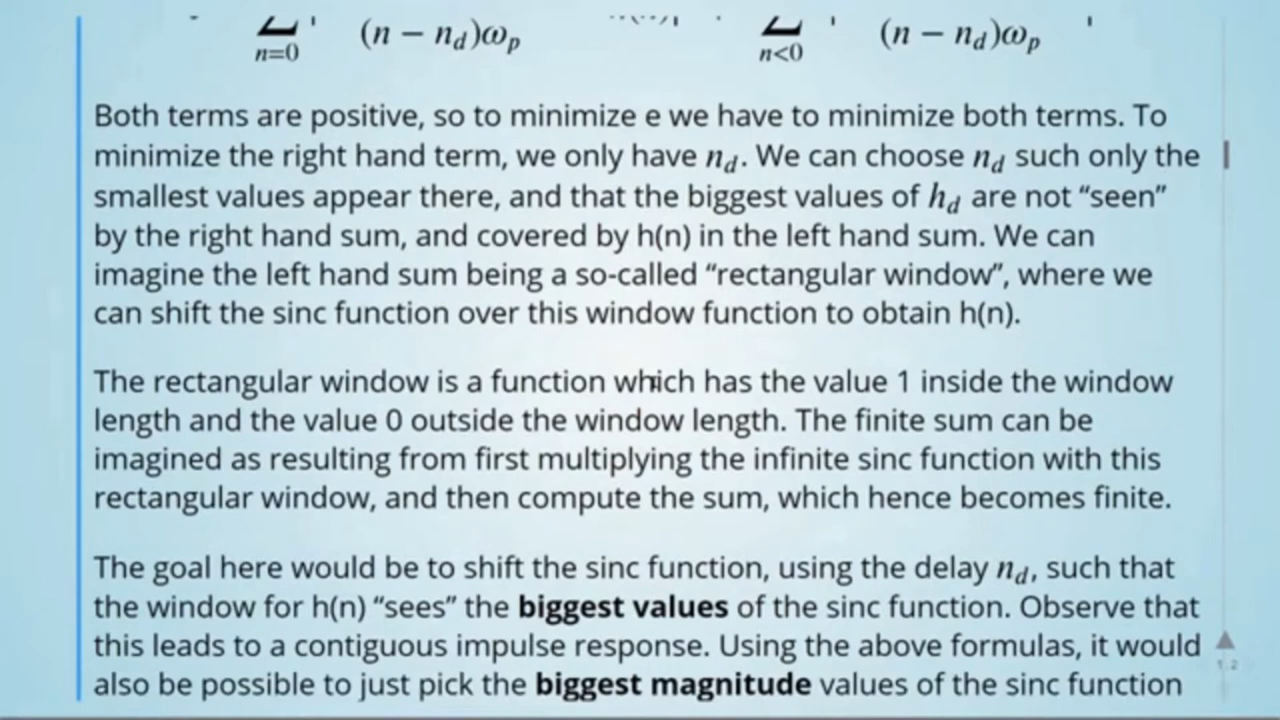 n=0 (n − n_d)ω_p n<0 (n − n_d)ω_p
Both terms are positive, so to minimize e we have to minimize both terms. To
minimize the right hand term, we only have n_d. We can choose n_d such only the
smallest values appear there, and that the biggest values of h_d are not “seen”
by the right hand sum, and covered by h(n) in the left hand sum. We can
imagine the left hand sum being a so-called “rectangular window”, where we
can shift the sinc function over this window function to obtain h(n).
The rectangular window is a function which has the value 1 inside the window
length and the value 0 outside the window length. The finite sum can be
imagined as resulting from first multiplying the infinite sinc function with this
rectangular window, and then compute the sum, which hence becomes finite.
The goal here would be to shift the sinc function, using the delay n_d, such that
the window for h(n) “sees” the biggest values of the sinc function. Observe that
this leads to a contiguous impulse response. Using the above formulas, it would
also be possible to just pick the biggest magnitude values of the sinc function